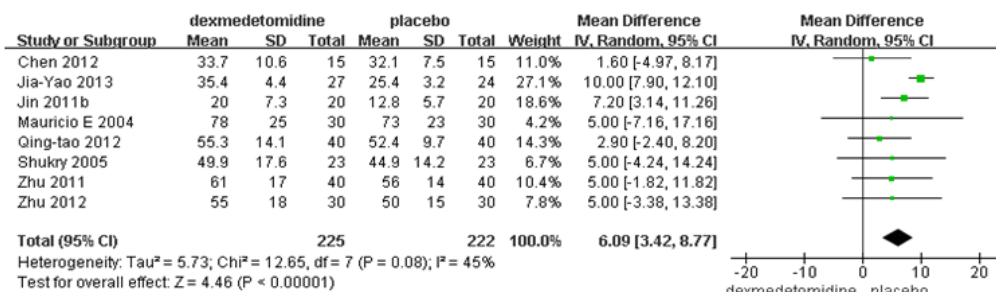 dexmedetomidine placebo Mean Difference Mean Difference
Study or Subgroup Mean SD Total Mean SD Total Weight IV, Random, 95% CI IV, Random, 95% CI
Chen 2012 33.7 10.6 15 32.1 7.5 15 11.0% 1.60 [-4.97, 8.17]
Jia-Yao 2013 35.4 4.4 27 25.4 3.2 24 27.1% 10.00 [7.90, 12.10]
Jin 2011b 20 7.3 20 12.8 5.7 20 18.6% 7.20 [3.14, 11.26]
Mauricio E 2004 78 25 30 73 23 30 4.2% 5.00 [-7.16, 17.16]
Qing-tao 2012 55.3 14.1 40 52.4 9.7 40 14.3% 2.90 [-2.40, 8.20]
Shukry 2005 49.9 17.6 23 44.9 14.2 23 6.7% 5.00 [-4.24, 14.24]
Zhu 2011 61 17 40 56 14 40 10.4% 5.00 [-1.82, 11.82]
Zhu 2012 55 18 30 50 15 30 7.8% 5.00 [-3.38, 13.38]
Total (95% CI) 225 222 100.0% 6.09 [3.42, 8.77]
Heterogeneity: Tau² = 5.73; Chi² = 12.65, df = 7 (P = 0.08); I² = 45%
Test for overall effect: Z = 4.46 (P < 0.00001)
-20 -10 0 10 20
dexmedetomidine placebo